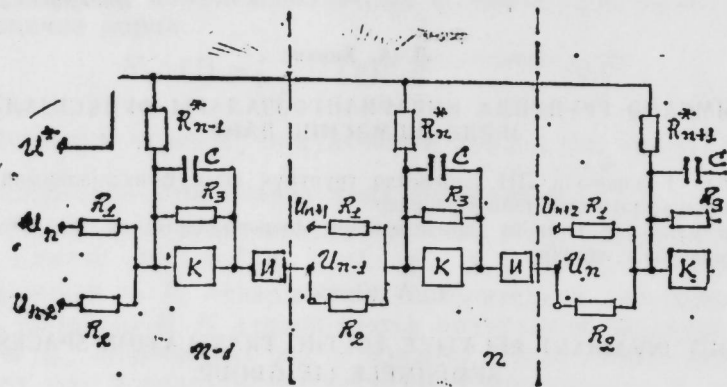 R*n-1
R*n
R*n+1
U*
C
C
C
R3
R3
R3
Un
R1
Un+1
R1
Un+2
R1
К
И
Un-1
К
И
Un
К
Un-2
R2
R2
R2
n-1
n